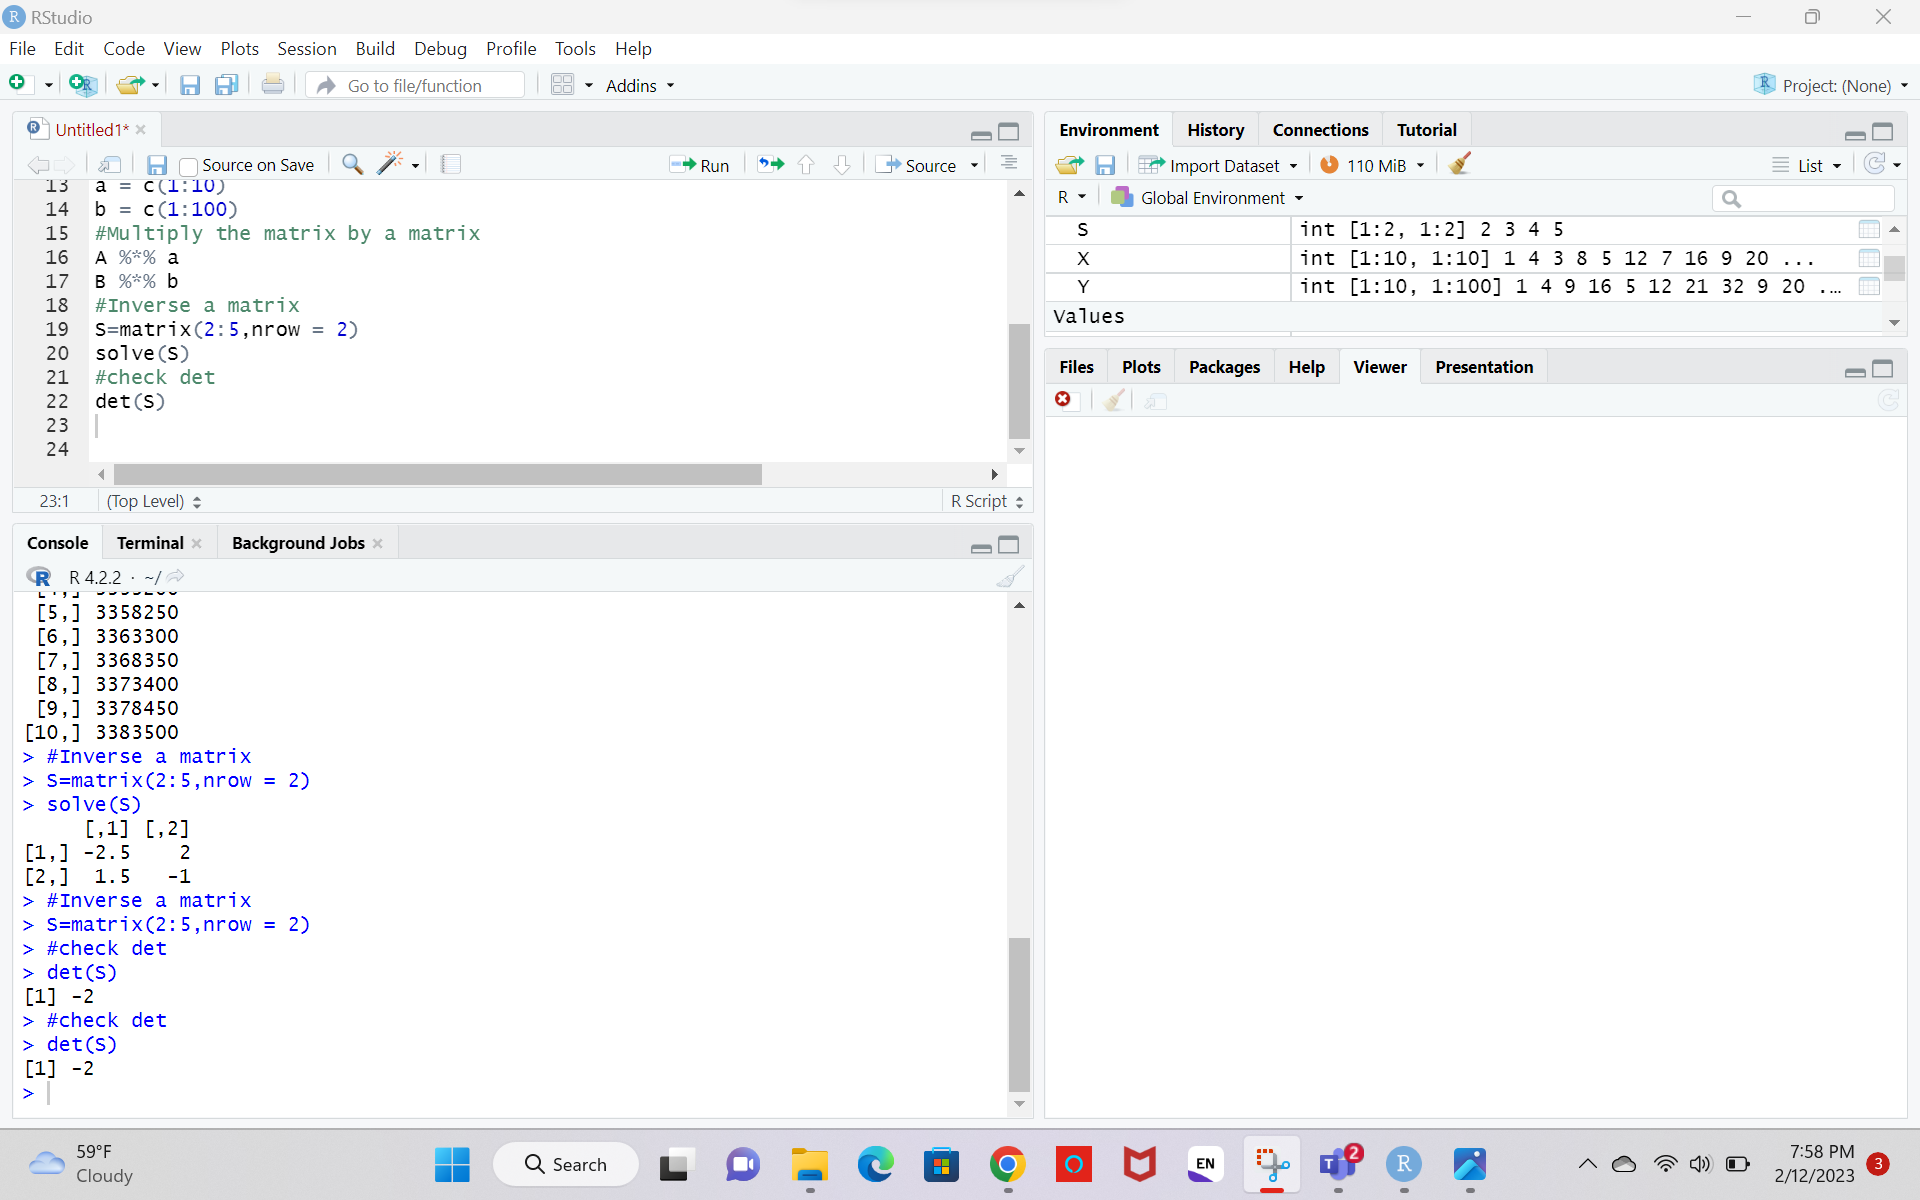 RStudio
File Edit Code View Plots Session Build Debug Profile Tools Help
Go to file/function Addins Project: (None)
Untitled1*
Source on Save Run Source
13 a = c(1:10)
14 b = c(1:100)
15 #Multiply the matrix by a matrix
16 A %*% a
17 B %*% b
18 #Inverse a matrix
19 S=matrix(2:5,nrow = 2)
20 solve(S)
21 #check det
22 det(S)
23
24
23:1 (Top Level) R Script
Console Terminal Background Jobs
R 4.2.2 · ~/
[5,] 3358250
[6,] 3363300
[7,] 3368350
[8,] 3373400
[9,] 3378450
[10,] 3383500
> #Inverse a matrix
> S=matrix(2:5,nrow = 2)
> solve(S)
[,1] [,2]
[1,] -2.5 2
[2,] 1.5 -1
> #Inverse a matrix
> S=matrix(2:5,nrow = 2)
> #check det
> det(S)
[1] -2
> #check det
> det(S)
[1] -2
>
Environment History Connections Tutorial
Import Dataset 110 MiB List
R Global Environment
S int [1:2, 1:2] 2 3 4 5
X int [1:10, 1:10] 1 4 3 8 5 12 7 16 9 20 ...
Y int [1:10, 1:100] 1 4 9 16 5 12 21 32 9 20 ...
Values
Files Plots Packages Help Viewer Presentation
59°F
Cloudy
Search
EN
2
7:58 PM
2/12/2023
3